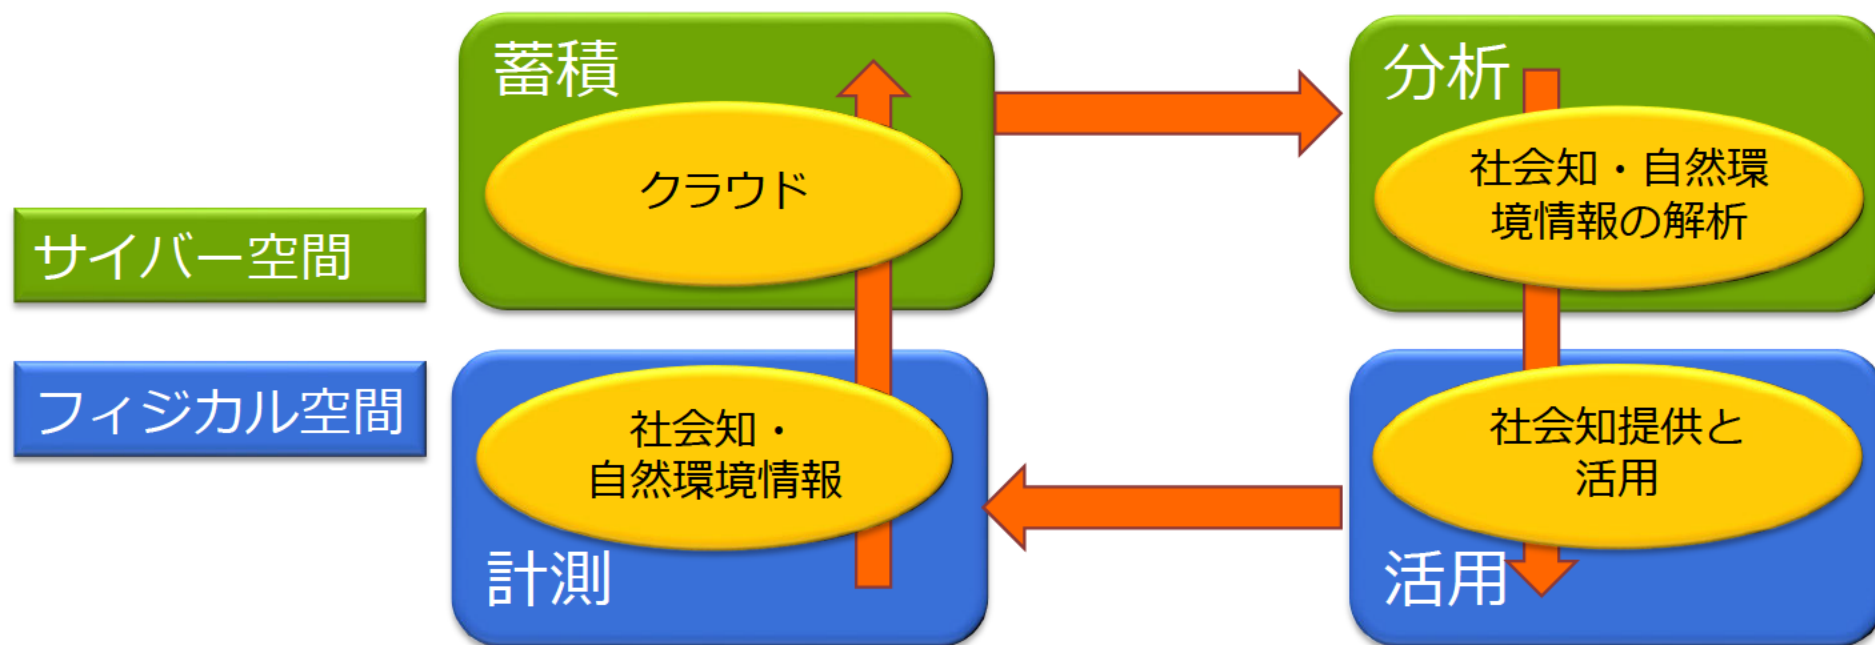 蓄積
クラウド
分析
社会知・自然環
境情報の解析
サイバー空間
フィジカル空間
社会知・
自然環境情報
計測
社会知提供と
活用
活用